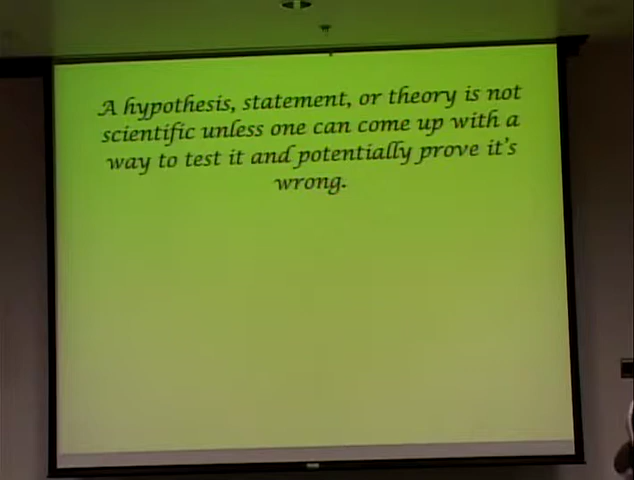 A hypothesis, statement, or theory is not
scientific unless one can come up with a
way to test it and potentially prove it's
wrong.